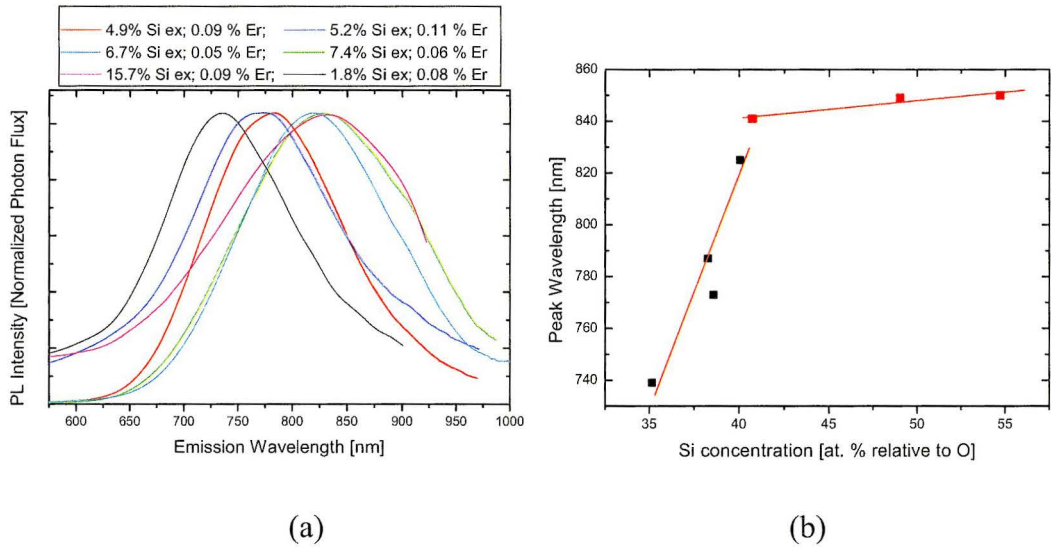 4.9% Si ex; 0.09 % Er; 5.2% Si ex; 0.11 % Er
6.7% Si ex; 0.05 % Er; 7.4% Si ex; 0.06 % Er
15.7% Si ex; 0.09 % Er; 1.8% Si ex; 0.08 % Er
PL Intensity [Normalized Photon Flux]
600 650 700 750 800 850 900 950 1000
Emission Wavelength [nm]
(a)
Peak Wavelength [nm]
860
840
820
800
780
760
740
35 40 45 50 55
Si concentration [at. % relative to O]
(b)